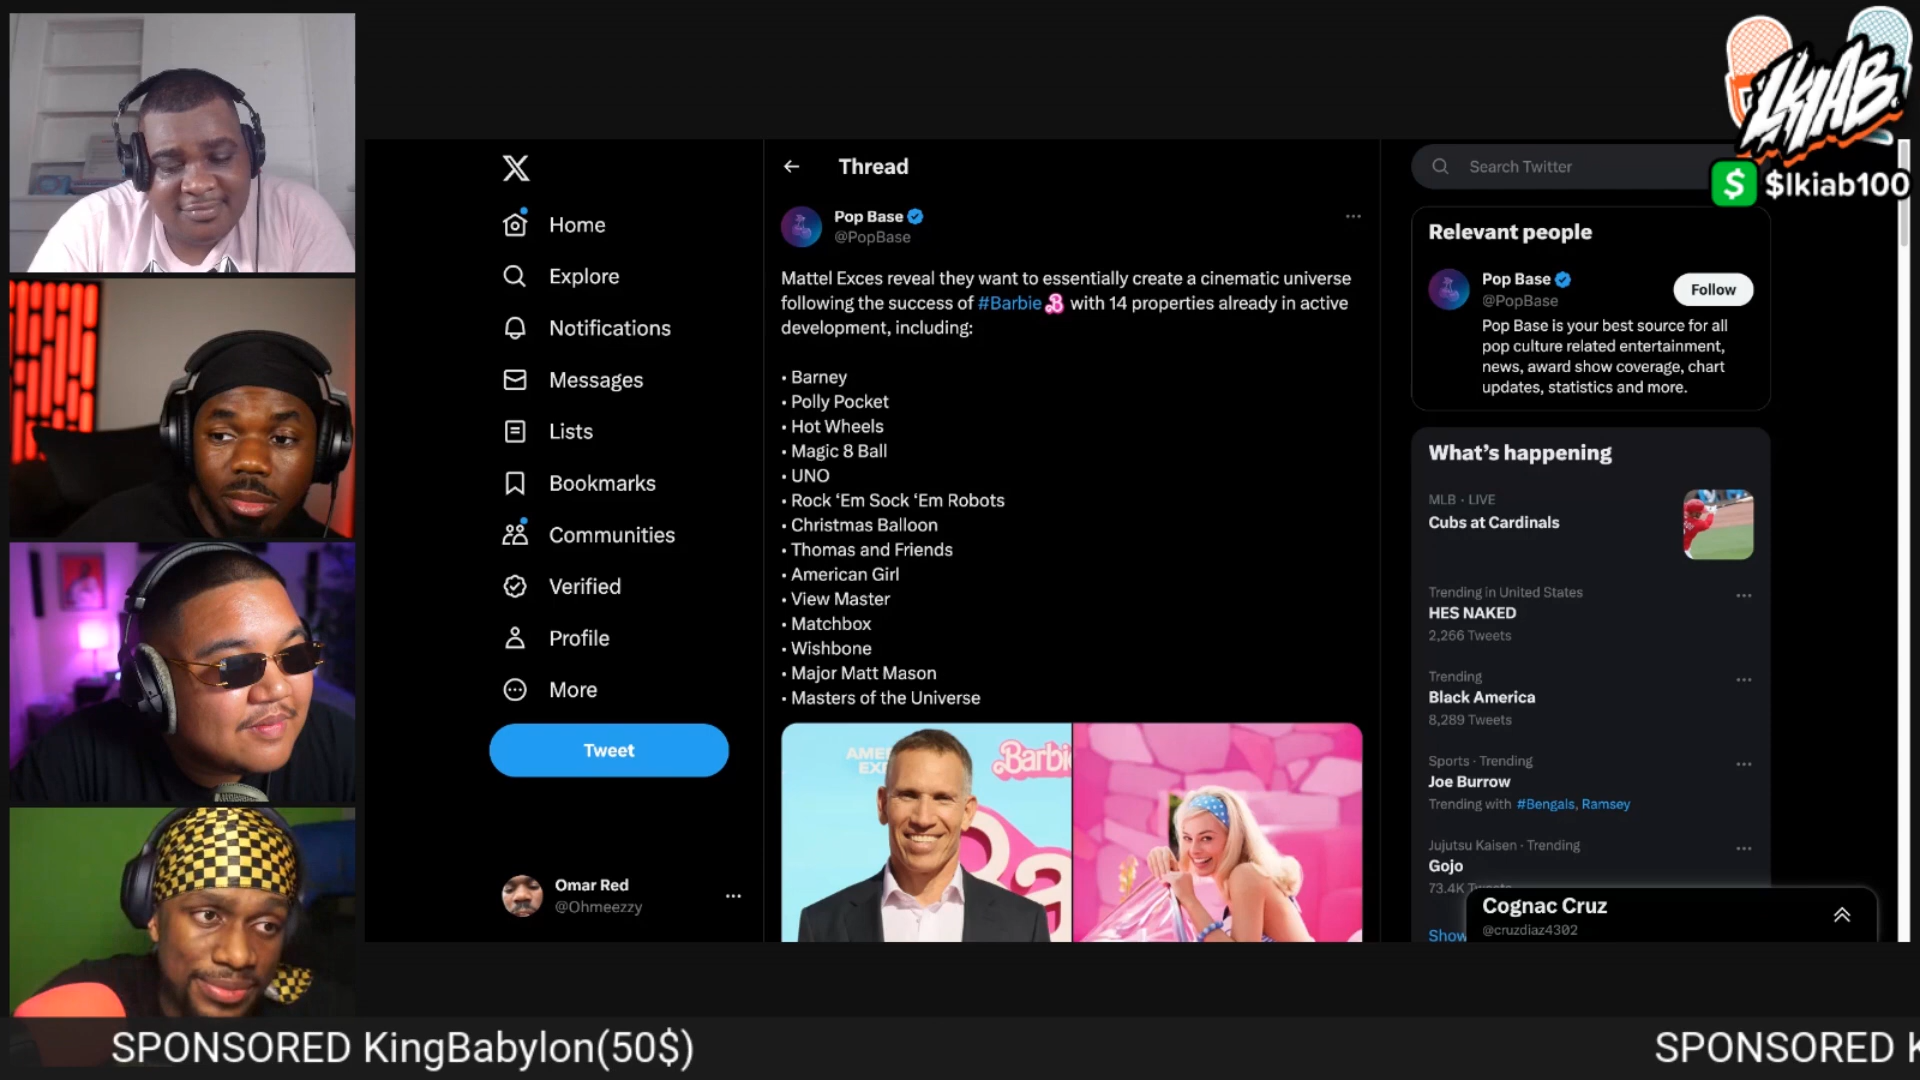 LKIAB
$lkiab100
X
Home
Explore
Notifications
Messages
Lists
Bookmarks
Communities
Verified
Profile
More
Tweet
Omar Red
@Ohmeezzy
Thread
Pop Base
@PopBase
Mattel Exces reveal they want to essentially create a cinematic universe
following the success of #Barbie with 14 properties already in active
development, including:
• Barney
• Polly Pocket
• Hot Wheels
• Magic 8 Ball
• UNO
• Rock ‘Em Sock ‘Em Robots
• Christmas Balloon
• Thomas and Friends
• American Girl
• View Master
• Matchbox
• Wishbone
• Major Matt Mason
• Masters of the Universe
Barbie
Search Twitter
Relevant people
Pop Base
@PopBase
Follow
Pop Base is your best source for all
pop culture related entertainment,
news, award show coverage, chart
updates, statistics and more.
What’s happening
MLB · LIVE
Cubs at Cardinals
Trending in United States
HES NAKED
2,266 Tweets
Trending
Black America
8,289 Tweets
Sports · Trending
Joe Burrow
Trending with #Bengals, Ramsey
Jujutsu Kaisen · Trending
Gojo
73.4K Tweets
Show
Cognac Cruz
@cruzdiaz4302
SPONSORED KingBabylon(50$)
SPONSORED K